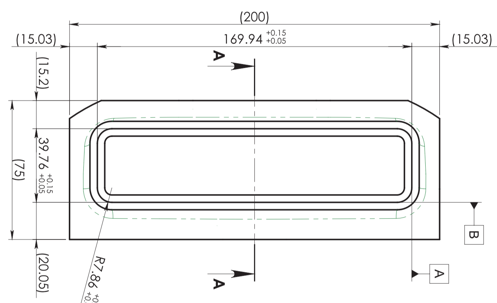 (200)
(15.03)
169.94 +0.15 +0.05
(15.03)
A
(15.2)
39.76 +0.15 +0.05
(75)
(20.05)
R7.86
A
B
A